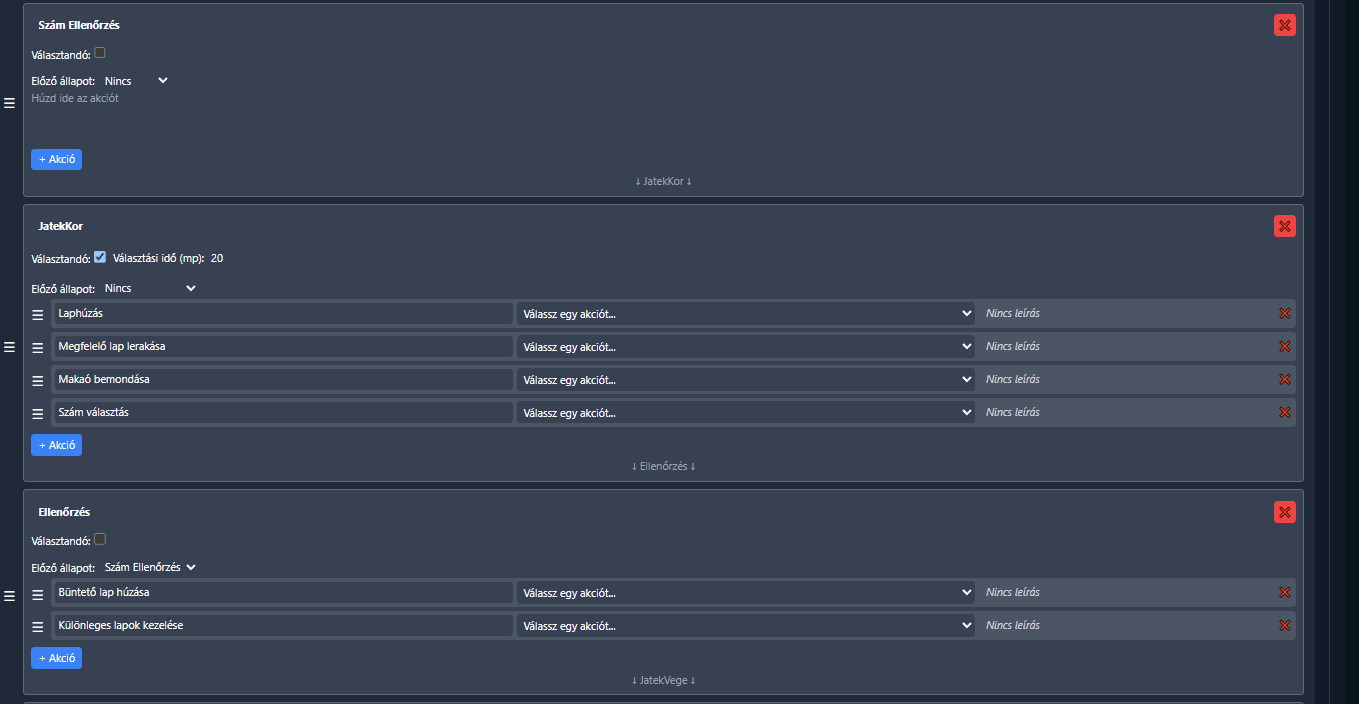 Szám Ellenőrzés
Választandó:
Előző állapot: Nincs
Húzd ide az akciót
+ Akció
↓ JatekKor ↓
JatekKor
Választandó: Választási idő (mp): 20
Előző állapot: Nincs
Laphúzás Válassz egy akciót... Nincs leírás
Megfelelő lap lerakása Válassz egy akciót... Nincs leírás
Makaó bemondása Válassz egy akciót... Nincs leírás
Szám választás Válassz egy akciót... Nincs leírás
+ Akció
↓ Ellenőrzés ↓
Ellenőrzés
Választandó:
Előző állapot: Szám Ellenőrzés
Büntető lap húzása Válassz egy akciót... Nincs leírás
Különleges lapok kezelése Válassz egy akciót... Nincs leírás
+ Akció
↓ JatekVege ↓